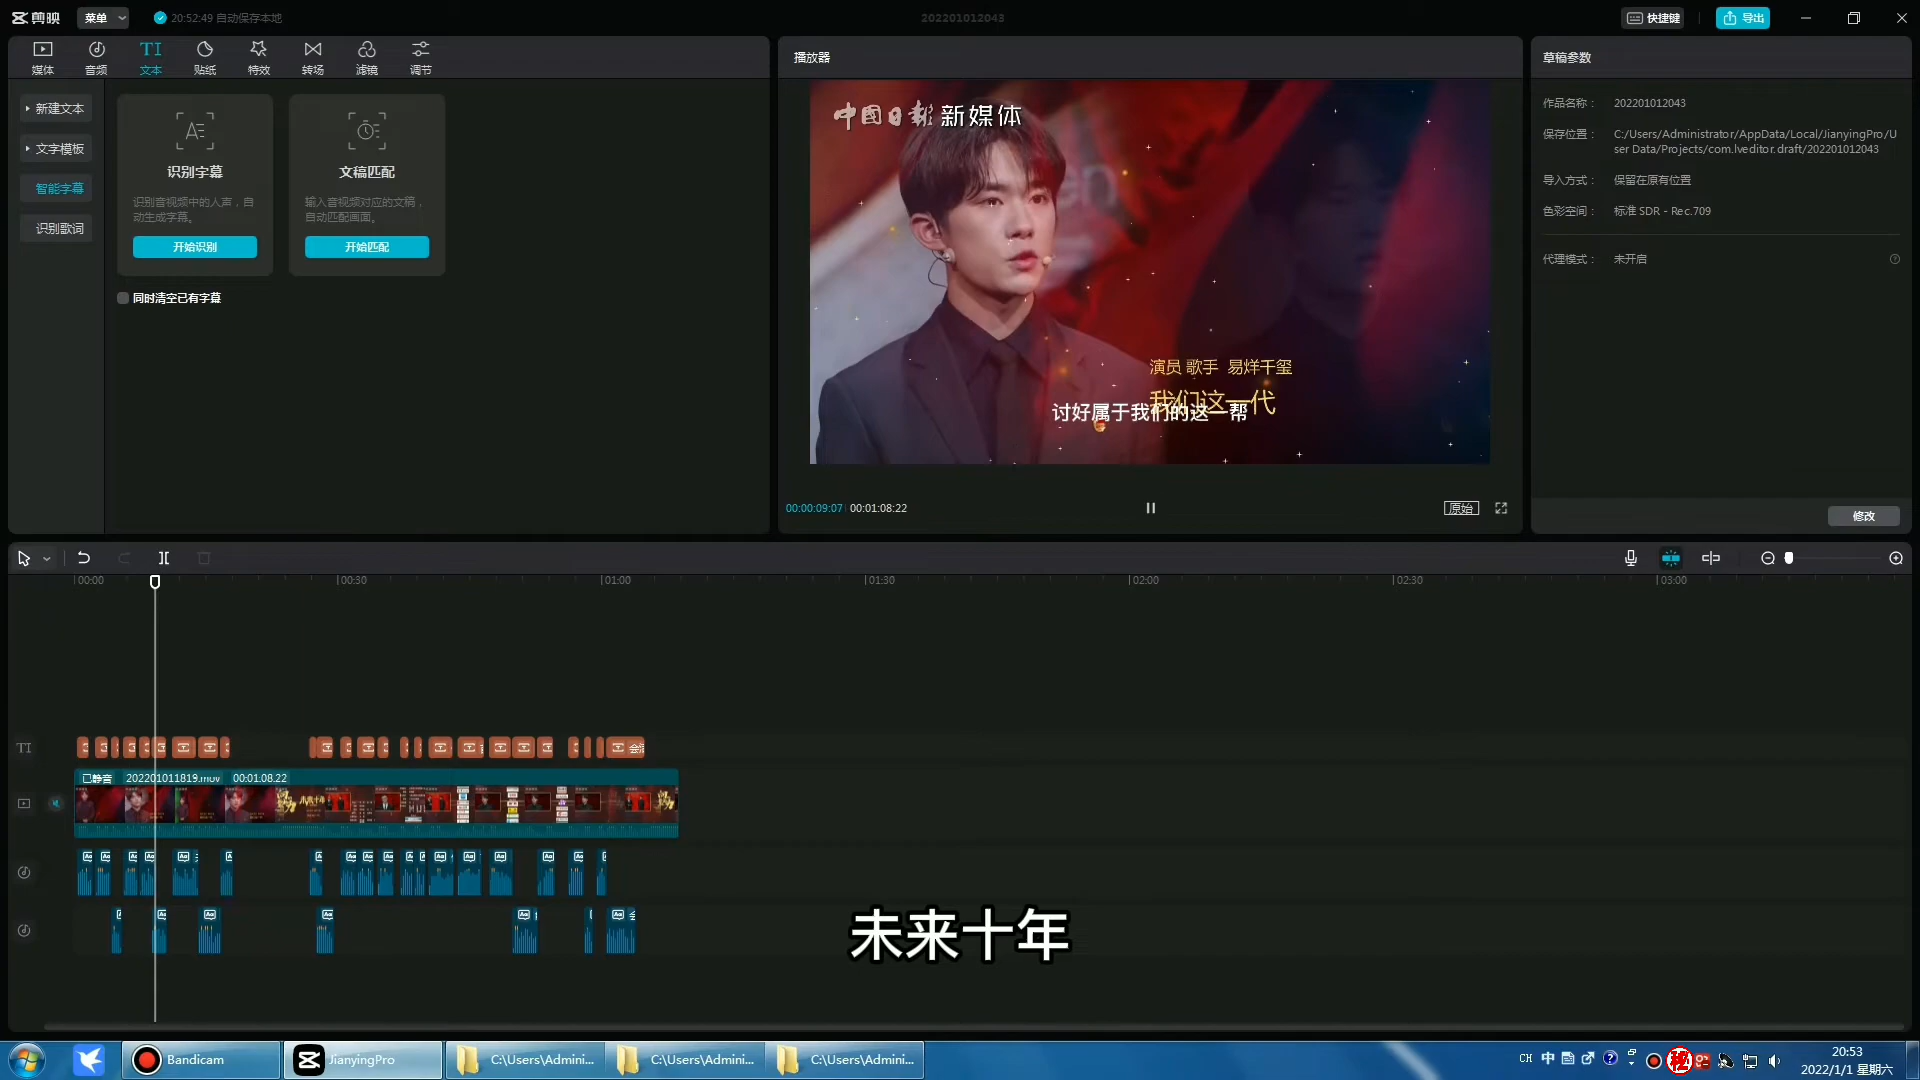 剪映
菜单
20:52:49 自动保存本地
202201012043
快捷键
导出
媒体
音频
TI
文本
贴纸
特效
转场
滤镜
调节
新建文本
文字模板
智能字幕
识别歌词
识别字幕
识别音视频中的人声，自
动生成字幕。
开始识别
文稿匹配
输入音视频对应的文稿，
自动匹配画面。
开始匹配
同时清空已有字幕
播放器
中國日报 新媒体
演员 歌手 易烊千玺
我们这一代
讨好属于我们的这一帮
00:00:09:07
00:01:08:22
原始
草稿参数
作品名称：
202201012043
保存位置：
C:/Users/Administrator/AppData/Local/JianyingPro/U
ser Data/Projects/com.lveditor.draft/202201012043
导入方式：
保留在原有位置
色彩空间：
标准 SDR - Rec.709
代理模式：
未开启
修改
00:00
00:30
01:00
01:30
02:00
02:30
03:00
TI
已静音 202201011819.mov 00:01:08:22
未来十年
Bandicam
JianyingPro
C:\Users\Admini...
C:\Users\Admini...
C:\Users\Admini...
CH
中
20:53
2022/1/1 星期六